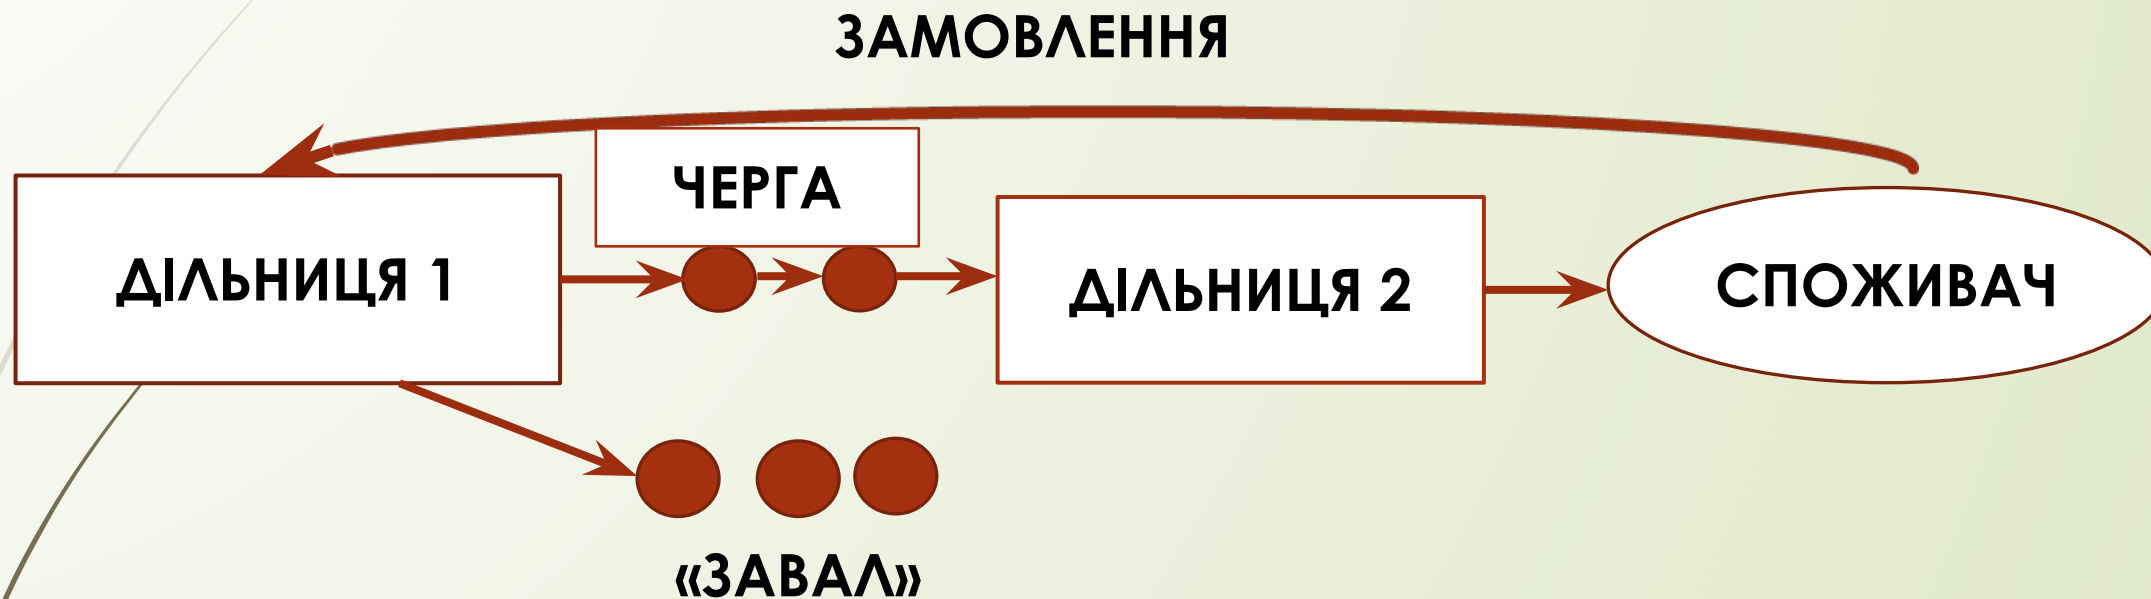 ЗАМОВЛЕННЯ
ЧЕРГА
ДІЛЬНИЦЯ 1
ДІЛЬНИЦЯ 2
СПОЖИВАЧ
«ЗАВАЛ»